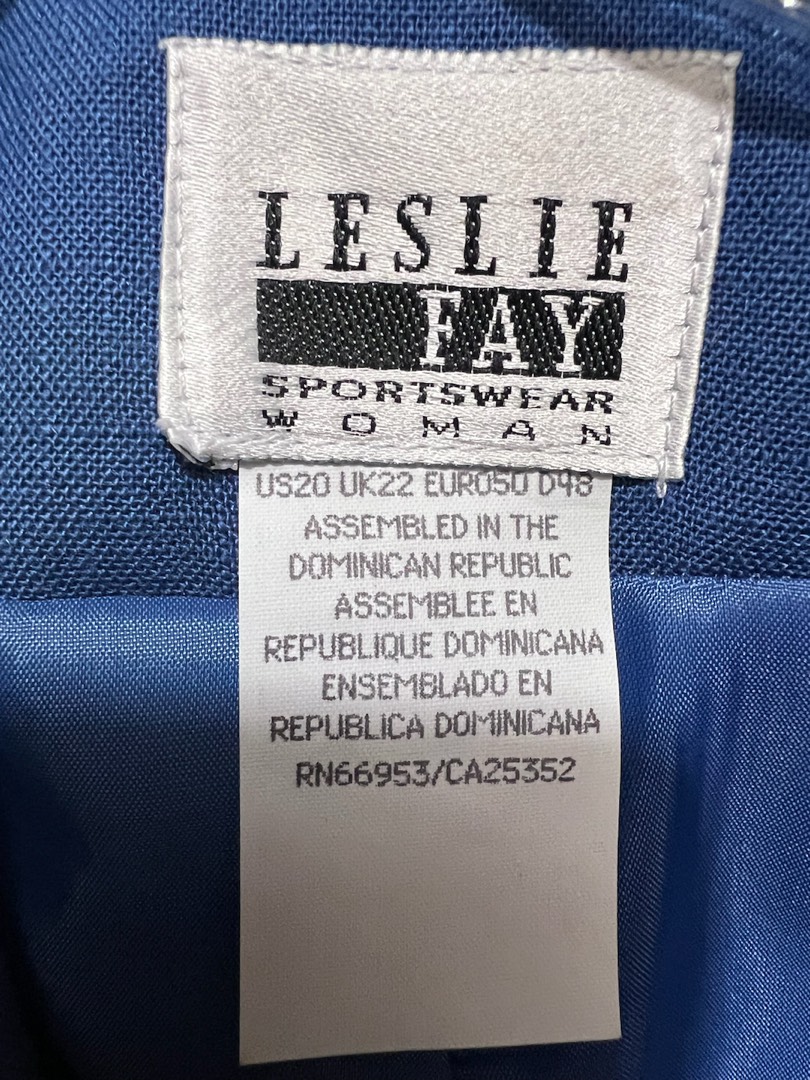 LESLIE
FAY
SPORTSWEAR
WOMAN
US20 UK22 EURO50 D48
ASSEMBLED IN THE
DOMINICAN REPUBLIC
ASSEMBLEE EN
REPUBLIQUE DOMINICANA
ENSEMBLADO EN
REPUBLICA DOMINICANA
RN66953/CA25352